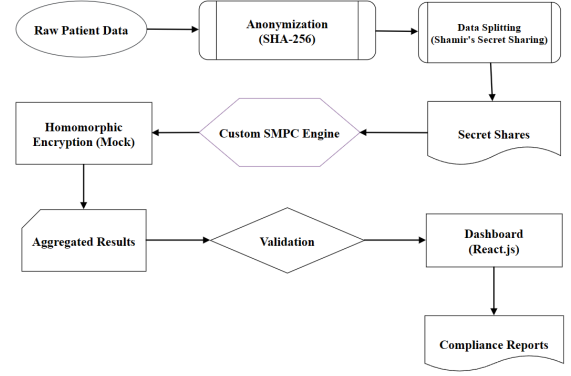 Raw Patient Data
Anonymization
(SHA-256)
Data Splitting
(Shamir's Secret Sharing)
Homomorphic
Encryption (Mock)
Custom SMPC Engine
Secret Shares
Aggregated Results
Validation
Dashboard
(React.js)
Compliance Reports